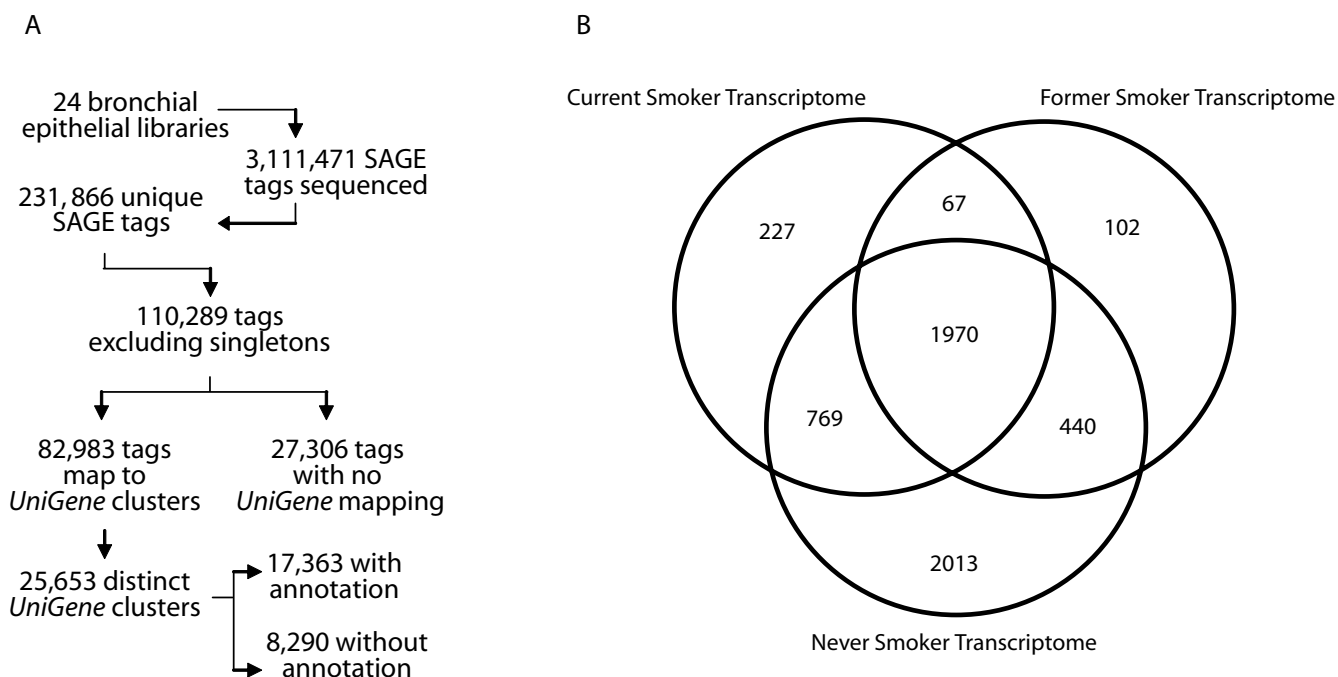 A
24 bronchial
epithelial libraries
3,111,471 SAGE
tags sequenced
231, 866 unique
SAGE tags
110,289 tags
excluding singletons
82,983 tags
map to
UniGene clusters
27,306 tags
with no
UniGene mapping
25,653 distinct
UniGene clusters
17,363 with
annotation
8,290 without
annotation
B
Current Smoker Transcriptome
Former Smoker Transcriptome
67
227
102
1970
769
440
2013
Never Smoker Transcriptome